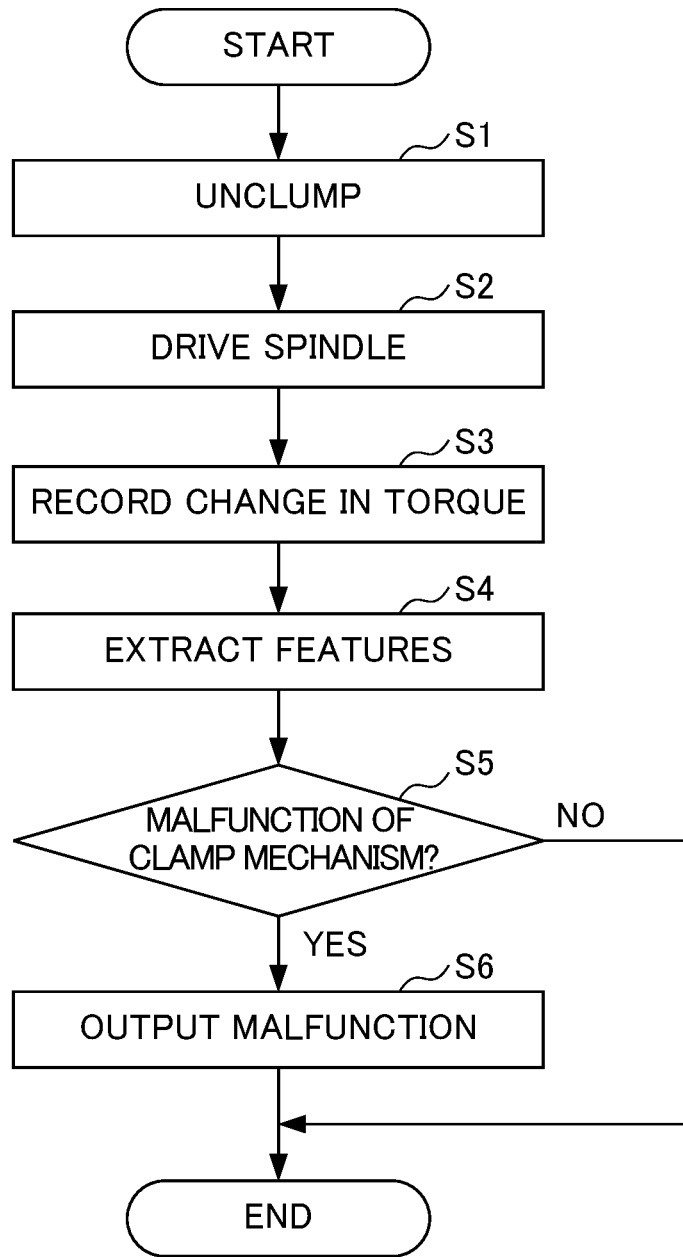 START
S1
UNCLUMP
S2
DRIVE SPINDLE
S3
RECORD CHANGE IN TORQUE
S4
EXTRACT FEATURES
S5
MALFUNCTION OF
CLAMP MECHANISM?
NO
YES
S6
OUTPUT MALFUNCTION
END